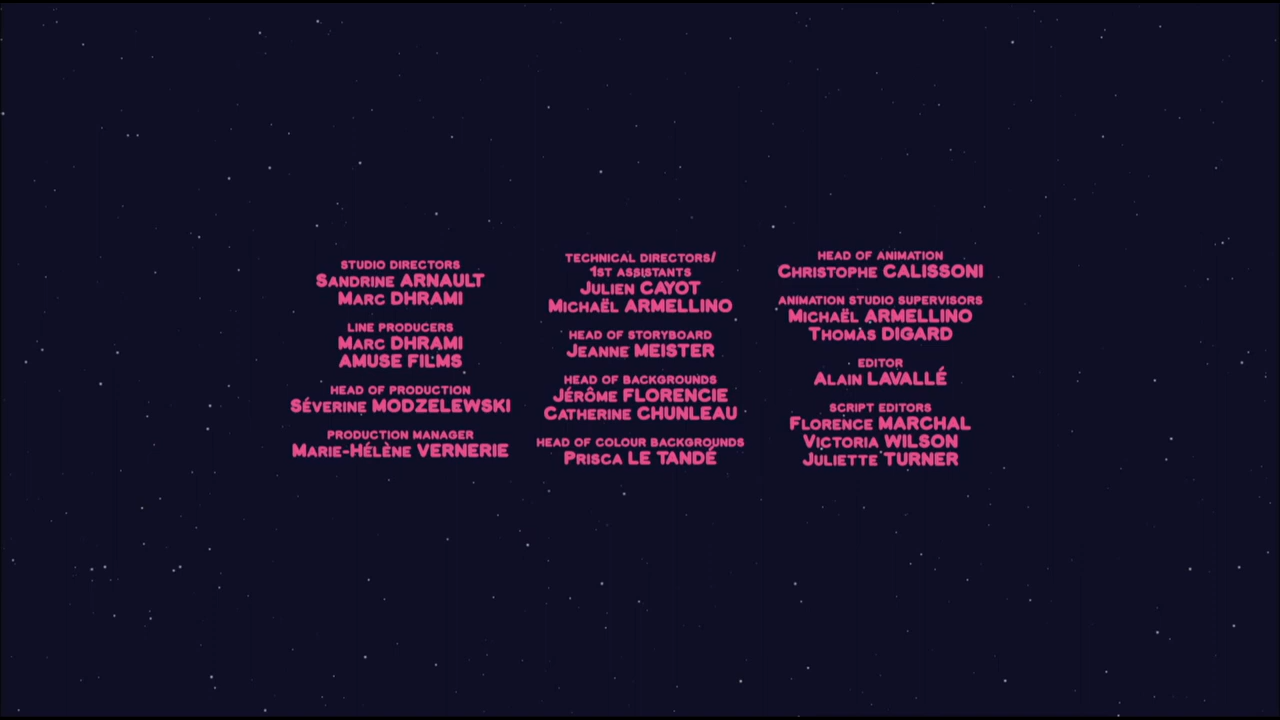 STUDIO DIRECTORS
SANDRINE ARNAULT
MARC DHRAMI
LINE PRODUCERS
MARC DHRAMI
AMUSE FILMS
HEAD OF PRODUCTION
SÉVERINE MODZELEWSKI
PRODUCTION MANAGER
MARIE-HÉLÈNE VERNERIE
TECHNICAL DIRECTORS/
1ST ASSISTANTS
JULIEN CAYOT
MICHAËL ARMELLINO
HEAD OF STORYBOARD
JEANNE MEISTER
HEAD OF BACKGROUNDS
JÉRÔME FLORENCIE
CATHERINE CHUNLEAU
HEAD OF COLOUR BACKGROUNDS
PRISCA LE TANDÉ
HEAD OF ANIMATION
CHRISTOPHE CALISSONI
ANIMATION STUDIO SUPERVISORS
MICHAËL ARMELLINO
THOMAS DIGARD
EDITOR
ALAIN LAVALLÉ
SCRIPT EDITORS
FLORENCE MARCHAL
VICTORIA WILSON
JULIETTE TURNER